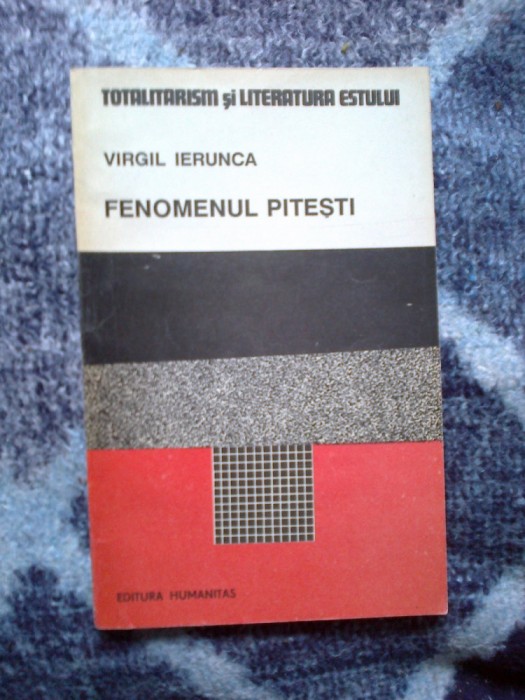 TOTALITARISM şi LITERATURA ESTULUI
VIRGIL IERUNCA
FENOMENUL PITEŞTI
EDITURA HUMANITAS